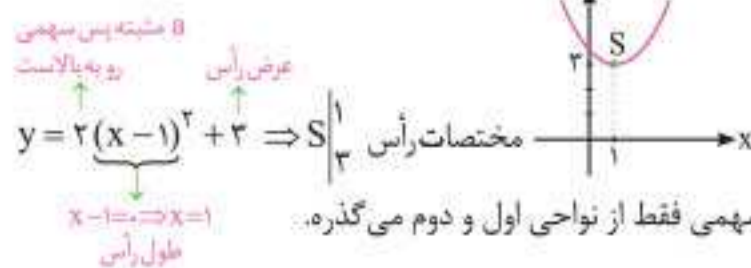 a مثبته پس سهمی
رو به بالاست
عرض رأس
y = ۲(x − ۱)^۲ + ۳ ⇒ S|۱ ۳ مختصات رأس
x − ۱ = ۰ ⇒ x = ۱
طول رأس
۳
S
۱
x
سهمی فقط از نواحی اول و دوم می‌گذره.